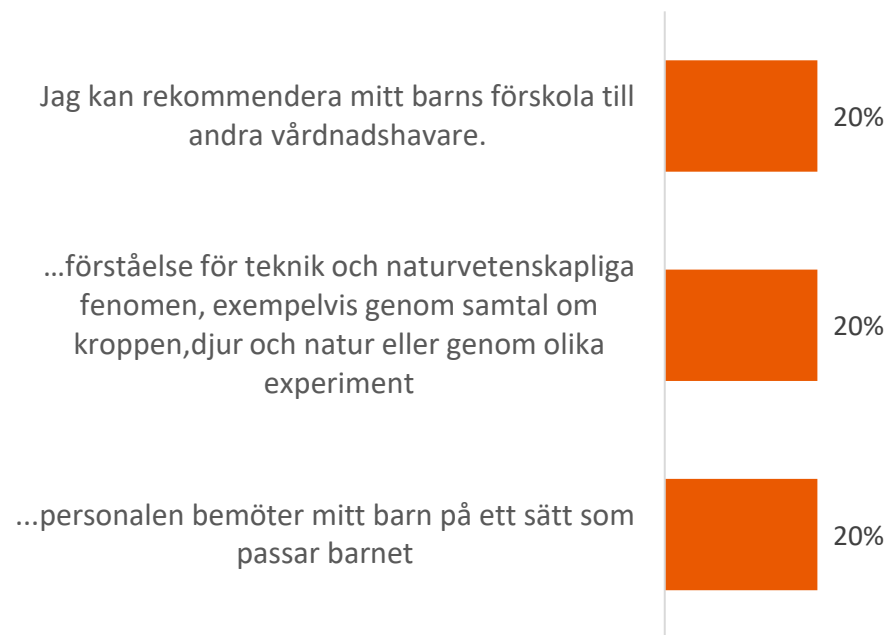 Jag kan rekommendera mitt barns förskola till
andra vårdnadshavare.
20%
...förståelse för teknik och naturvetenskapliga
fenomen, exempelvis genom samtal om
kroppen,djur och natur eller genom olika
experiment
20%
...personalen bemöter mitt barn på ett sätt som
passar barnet
20%